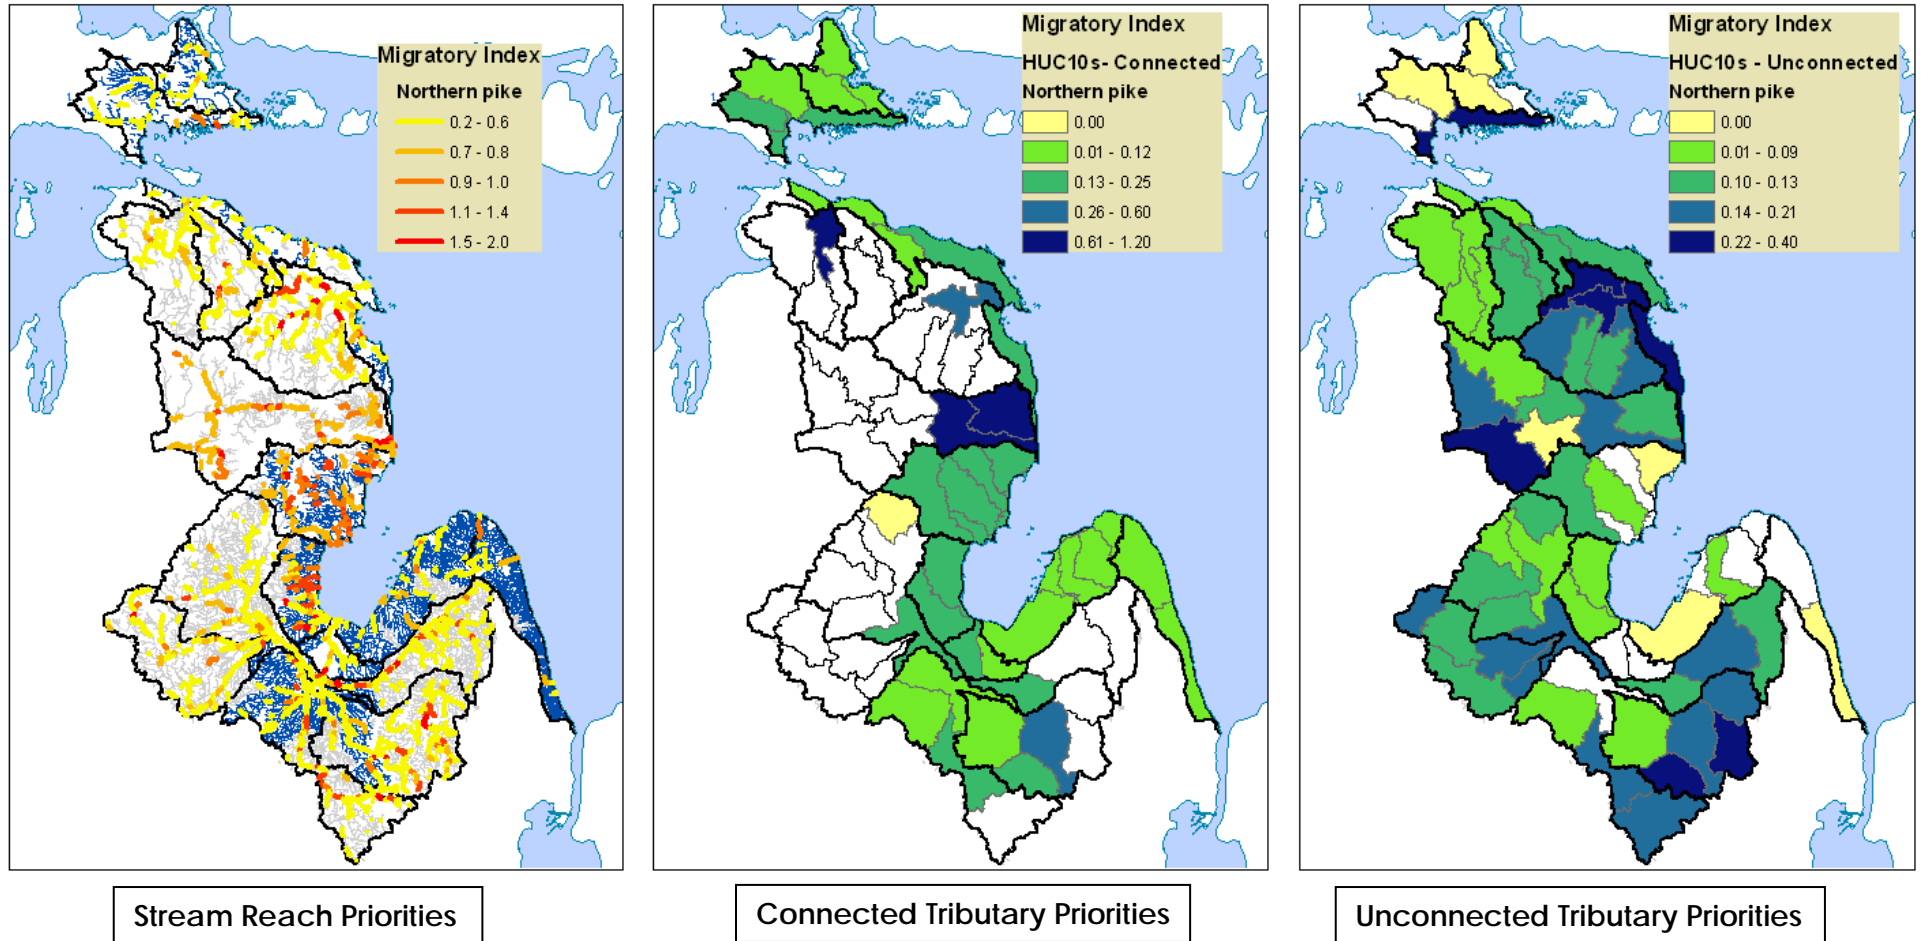 Migratory Index
Northern pike
0.2 - 0.6
0.7 - 0.8
0.9 - 1.0
1.1 - 1.4
1.5 - 2.0
Stream Reach Priorities
Migratory Index
HUC10s- Connected
Northern pike
0.00
0.01 - 0.12
0.13 - 0.25
0.26 - 0.60
0.61 - 1.20
Connected Tributary Priorities
Migratory Index
HUC10s - Unconnected
Northern pike
0.00
0.01 - 0.09
0.10 - 0.13
0.14 - 0.21
0.22 - 0.40
Unconnected Tributary Priorities